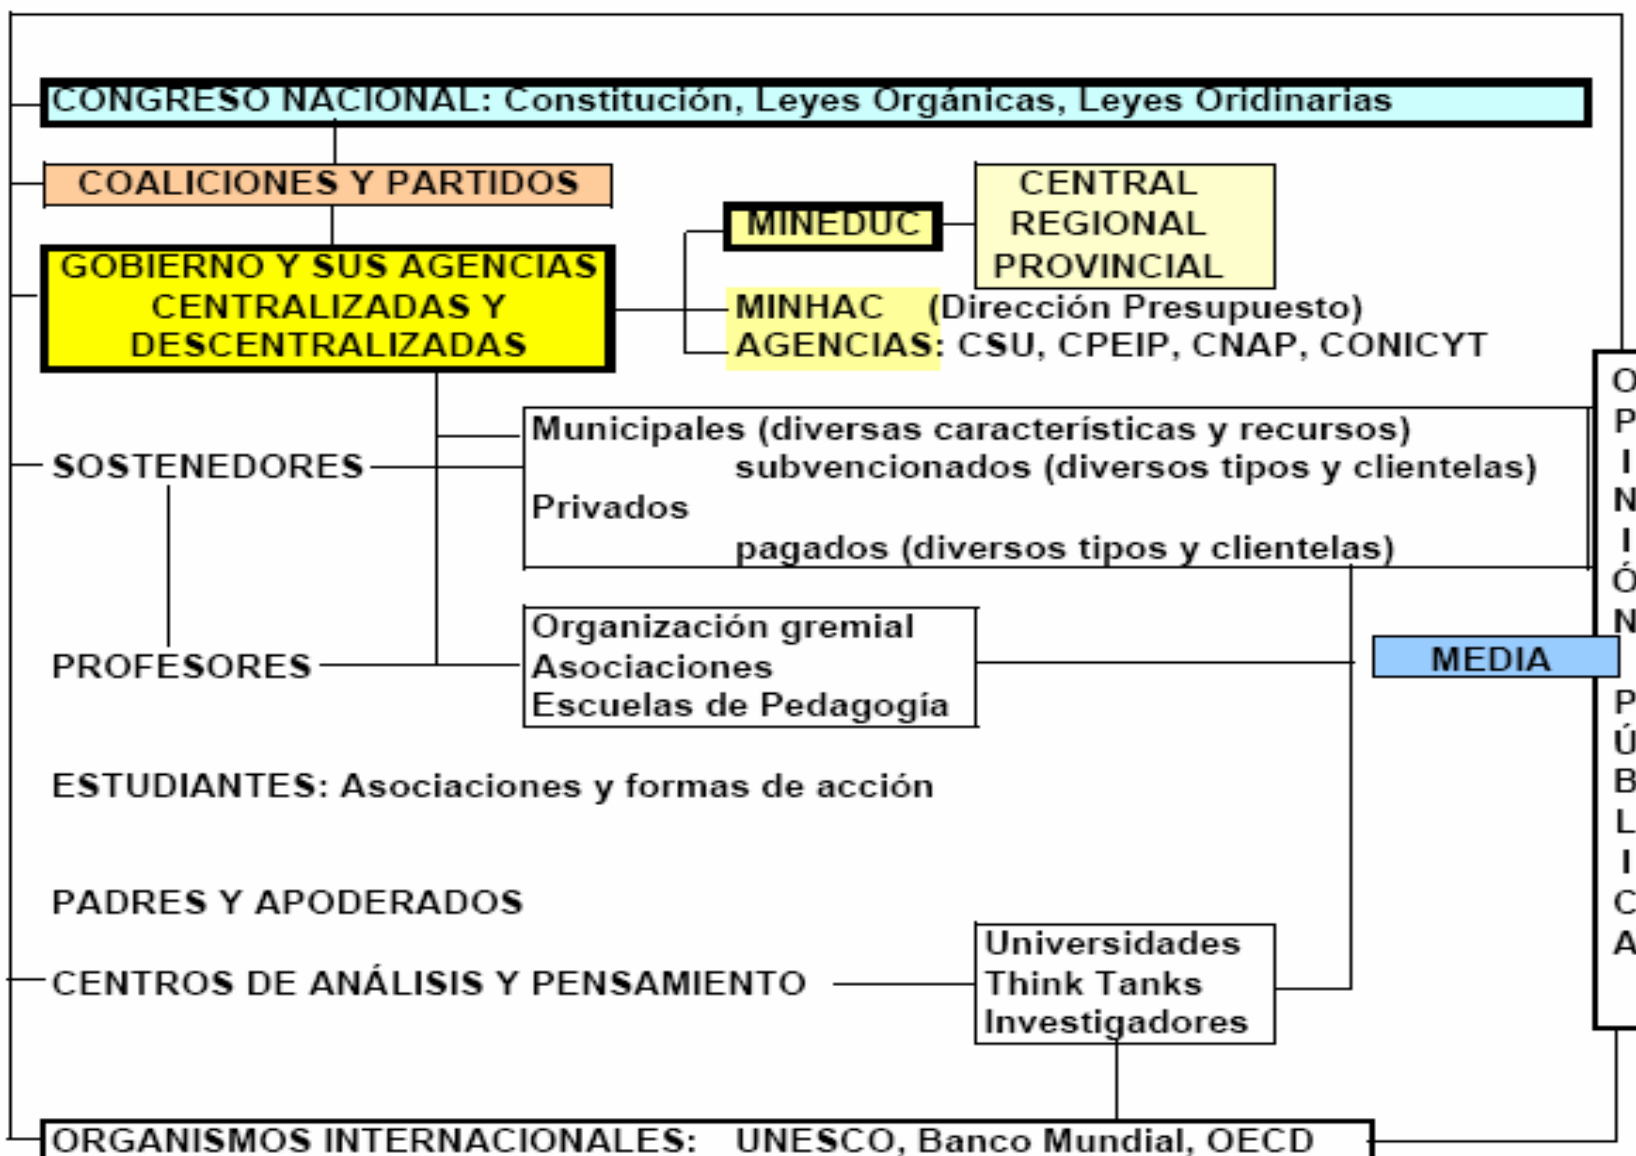 CONGRESO NACIONAL: Constitución, Leyes Orgánicas, Leyes Oridinarias
COALICIONES Y PARTIDOS
GOBIERNO Y SUS AGENCIAS
CENTRALIZADAS Y
DESCENTRALIZADAS
MINEDUC
CENTRAL
REGIONAL
PROVINCIAL
MINHAC (Dirección Presupuesto)
AGENCIAS: CSU, CPEIP, CNAP, CONICYT
SOSTENEDORES
Municipales (diversas características y recursos)
subvencionados (diversos tipos y clientelas)
Privados
pagados (diversos tipos y clientelas)
PROFESORES
Organización gremial
Asociaciones
Escuelas de Pedagogía
MEDIA
OPINIÓN PÚBLICA
ESTUDIANTES: Asociaciones y formas de acción
PADRES Y APODERADOS
CENTROS DE ANÁLISIS Y PENSAMIENTO
Universidades
Think Tanks
Investigadores
ORGANISMOS INTERNACIONALES: UNESCO, Banco Mundial, OECD